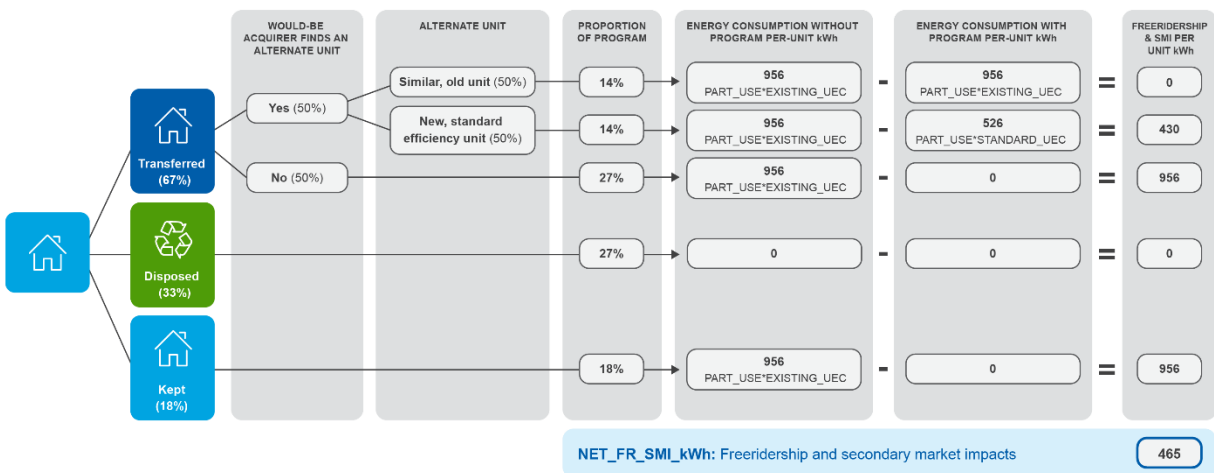 WOULD-BE
ACQUIRER FINDS AN
ALTERNATE UNIT
ALTERNATE UNIT
PROPORTION
OF PROGRAM
ENERGY CONSUMPTION WITHOUT
PROGRAM PER-UNIT kWh
ENERGY CONSUMPTION WITH
PROGRAM PER-UNIT kWh
FREERIDERSHIP
& SMI PER
UNIT kWh
Transferred
(67%)
Yes (50%)
Similar, old unit (50%)
14%
956
PART_USE*EXISTING_UEC
-
956
PART_USE*EXISTING_UEC
=
0
New, standard
efficiency unit (50%)
14%
956
PART_USE*EXISTING_UEC
-
526
PART_USE*STANDARD_UEC
=
430
No (50%)
27%
956
PART_USE*EXISTING_UEC
-
0
=
956
Disposed
(33%)
27%
0
-
0
=
0
Kept
(18%)
18%
956
PART_USE*EXISTING_UEC
-
0
=
956
NET_FR_SMI_kWh: Freeridership and secondary market impacts
465